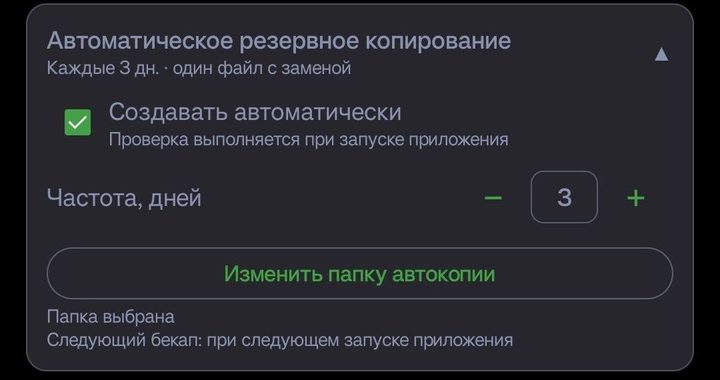 Автоматическое резервное копирование
Каждые 3 дн. · один файл с заменой
Создавать автоматически
Проверка выполняется при запуске приложения
Частота, дней − 3 +
Изменить папку автокопии
Папка выбрана
Следующий бекап: при следующем запуске приложения